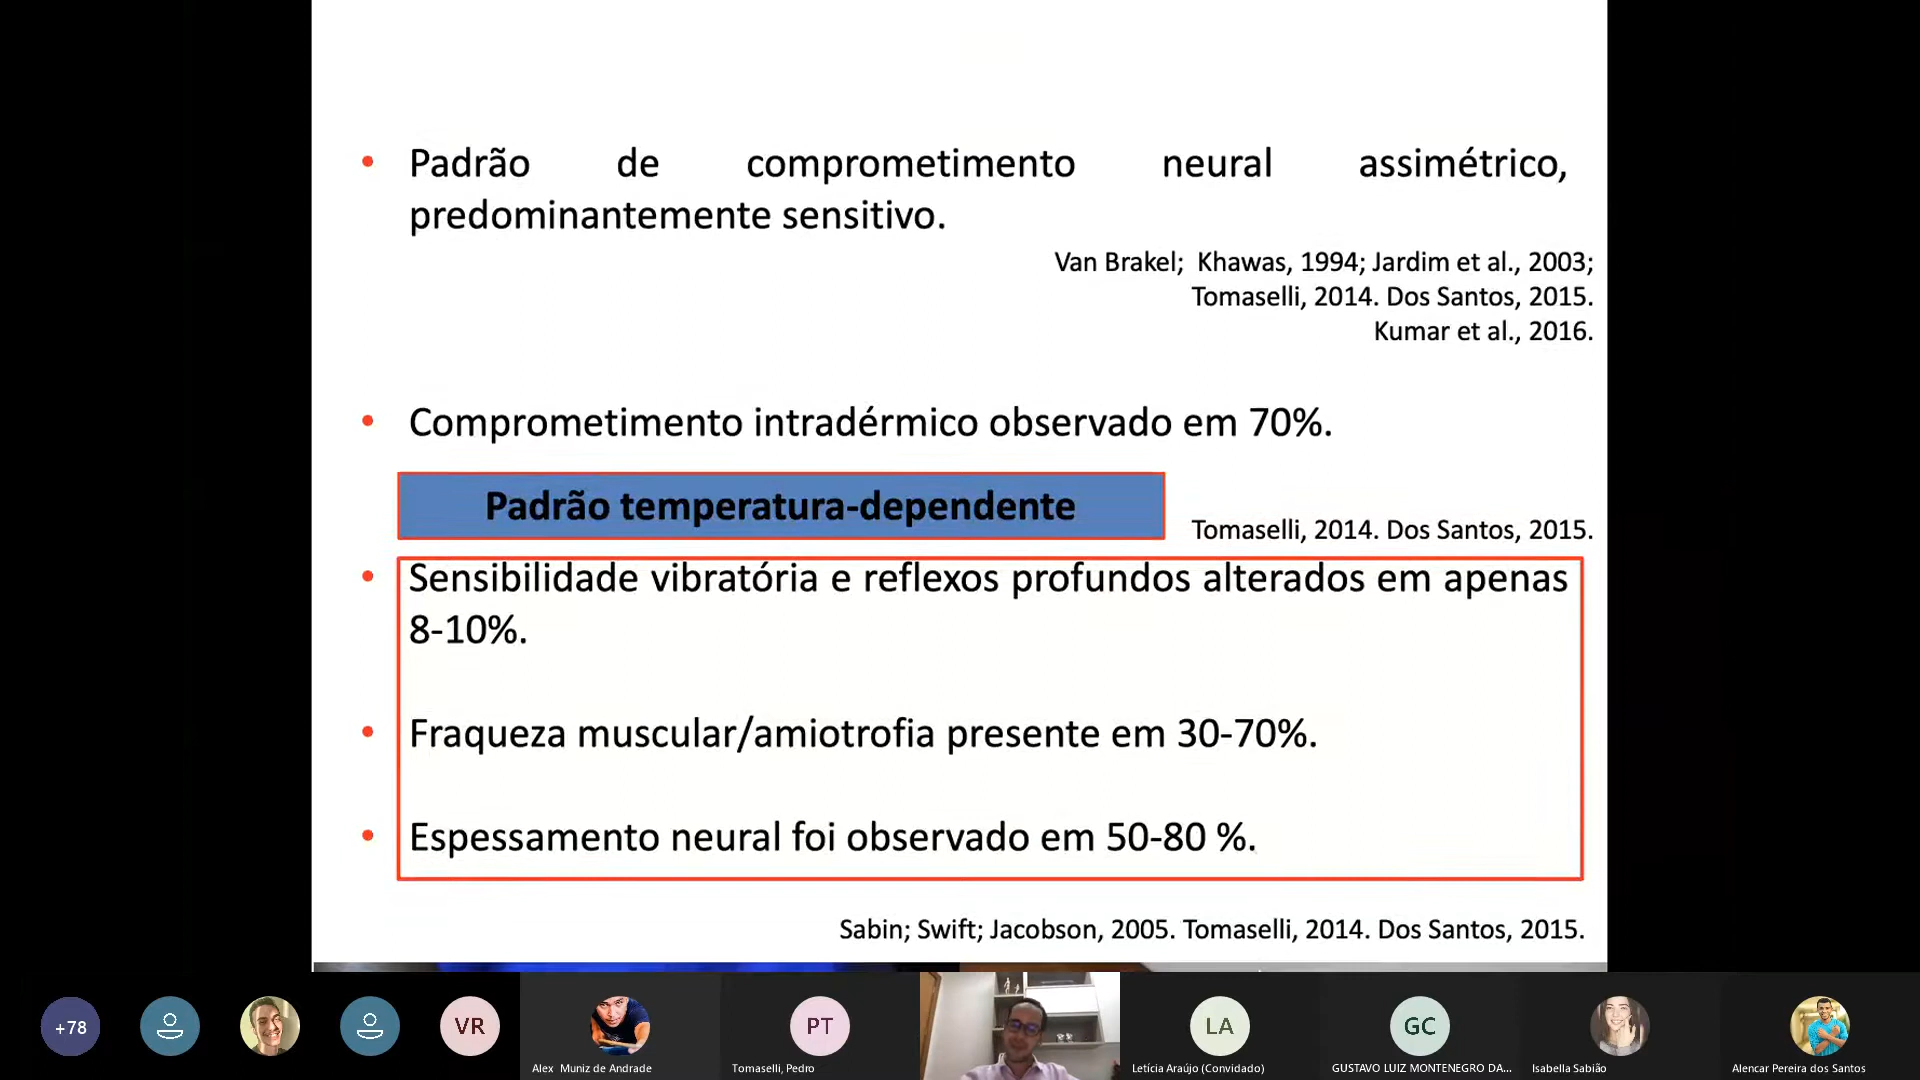 • Padrão de comprometimento neural assimétrico,
predominantemente sensitivo.
Van Brakel; Khawas, 1994; Jardim et al., 2003;
Tomaselli, 2014. Dos Santos, 2015.
Kumar et al., 2016.
• Comprometimento intradérmico observado em 70%.
Padrão temperatura-dependente
Tomaselli, 2014. Dos Santos, 2015.
• Sensibilidade vibratória e reflexos profundos alterados em apenas
8-10%.
• Fraqueza muscular/amiotrofia presente em 30-70%.
• Espessamento neural foi observado em 50-80 %.
Sabin; Swift; Jacobson, 2005. Tomaselli, 2014. Dos Santos, 2015.
+78
VR
PT
LA
GC
Alex Muniz de Andrade
Tomaselli, Pedro
Letícia Araújo (Convidado)
GUSTAVO LUIZ MONTENEGRO DA...
Isabella Sabião
Alencar Pereira dos Santos